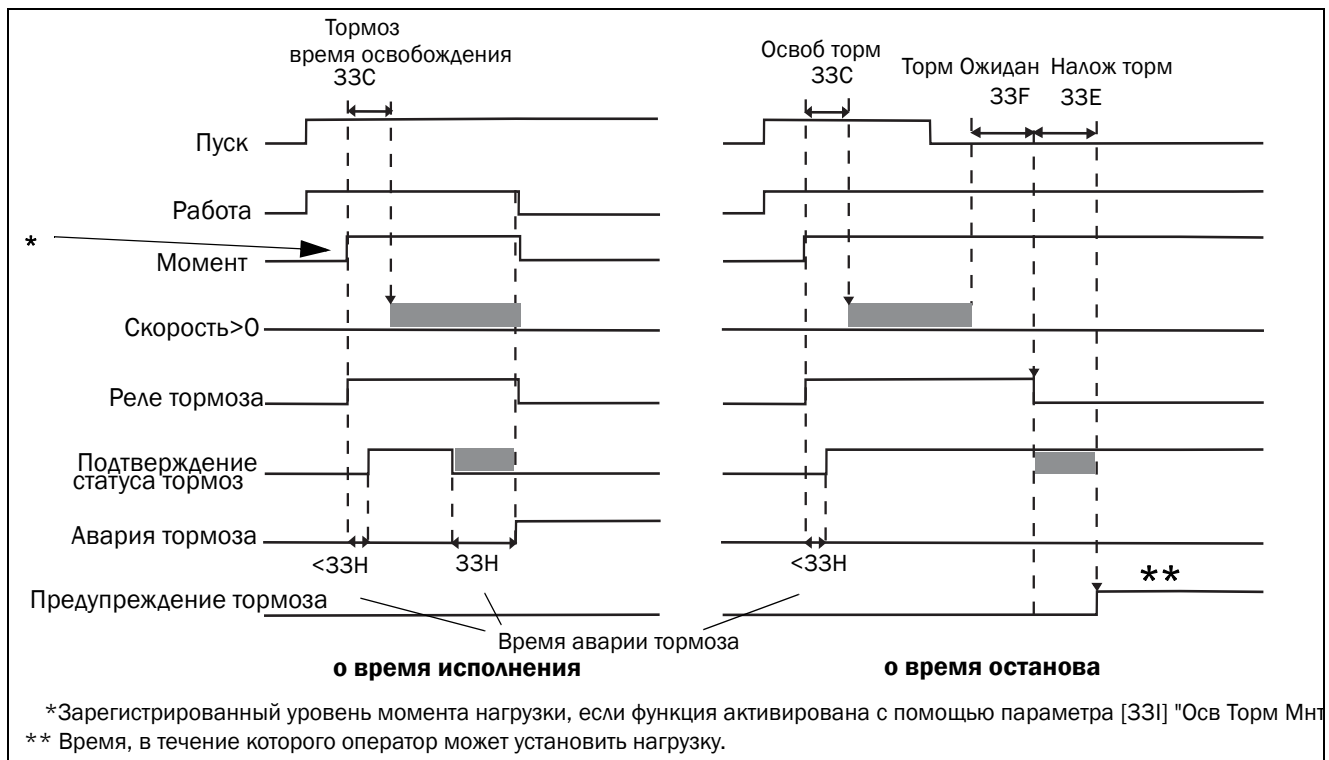 Тормоз
время освобождения
33C
Освоб торм
33C
Торм Ожидан
33F
Налож торм
33E
Пуск
Работа
*
Момент
Скорость>0
Реле тормоза
Подтверждение
статуса тормоз
Авария тормоза
<33H
33H
<33H
**
Предупреждение тормоза
Время аварии тормоза
о время исполнения
о время останова
*Зарегистрированный уровень момента нагрузки, если функция активирована с помощью параметра [33I] "Осв Торм Мнт
** Время, в течение которого оператор может установить нагрузку.